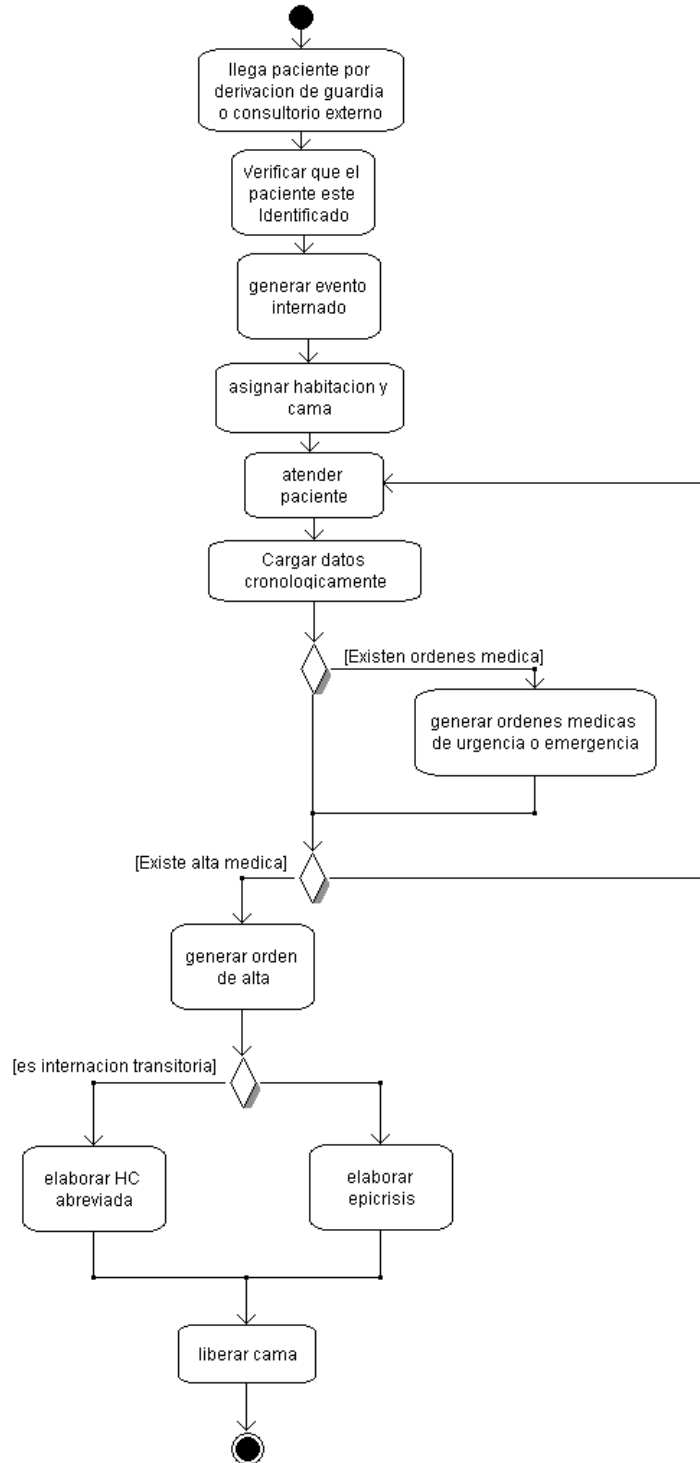 llega paciente por
derivacion de guardia
o consultorio externo
Verificar que el
paciente este
Identificado
generar evento
internado
asignar habitacion y
cama
atender
paciente
Cargar datos
cronologicamente
[Existen ordenes medica]
generar ordenes medicas
de urgencia o emergencia
[Existe alta medica]
generar orden
de alta
[es internacion transitoria]
elaborar HC
abreviada
elaborar
epicrisis
liberar cama